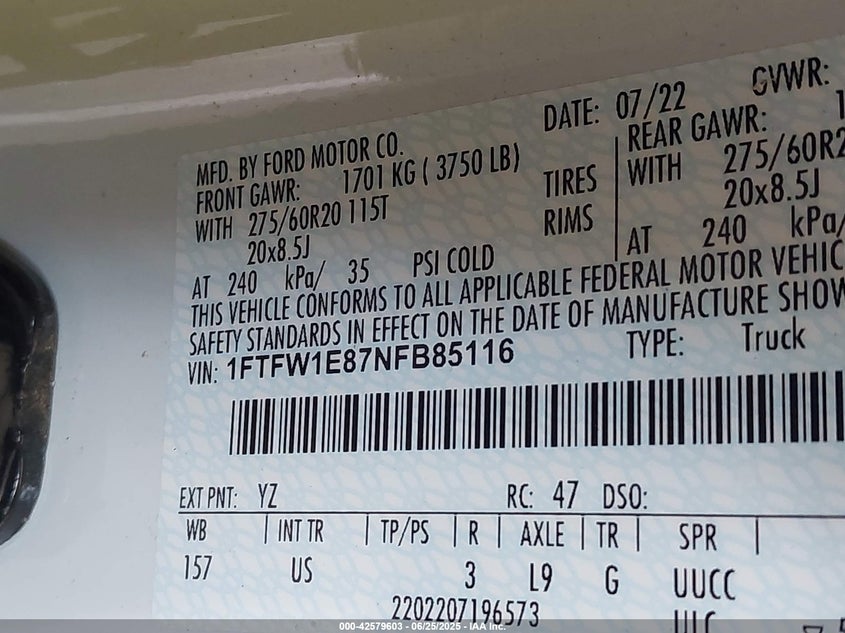 DATE: 07/22 GVWR:
MFD. BY FORD MOTOR CO.
FRONT GAWR: 1701 KG ( 3750 LB) REAR GAWR:
WITH 275/60R20 115T TIRES WITH 275/60R2
20x8.5J RIMS 20x8.5J
AT 240 kPa/ 35 PSI COLD AT 240 kPa/
THIS VEHICLE CONFORMS TO ALL APPLICABLE FEDERAL MOTOR VEHIC
SAFETY STANDARDS IN EFFECT ON THE DATE OF MANUFACTURE SHOW
VIN: 1FTFW1E87NFB85116 TYPE: Truck
EXT PNT: YZ RC: 47 DSO:
WB INT TR TP/PS R AXLE TR SPR
157 US 3 L9 G UUCC
2202207196573
000-42579603 - 06/25/2025 - IAA Inc.